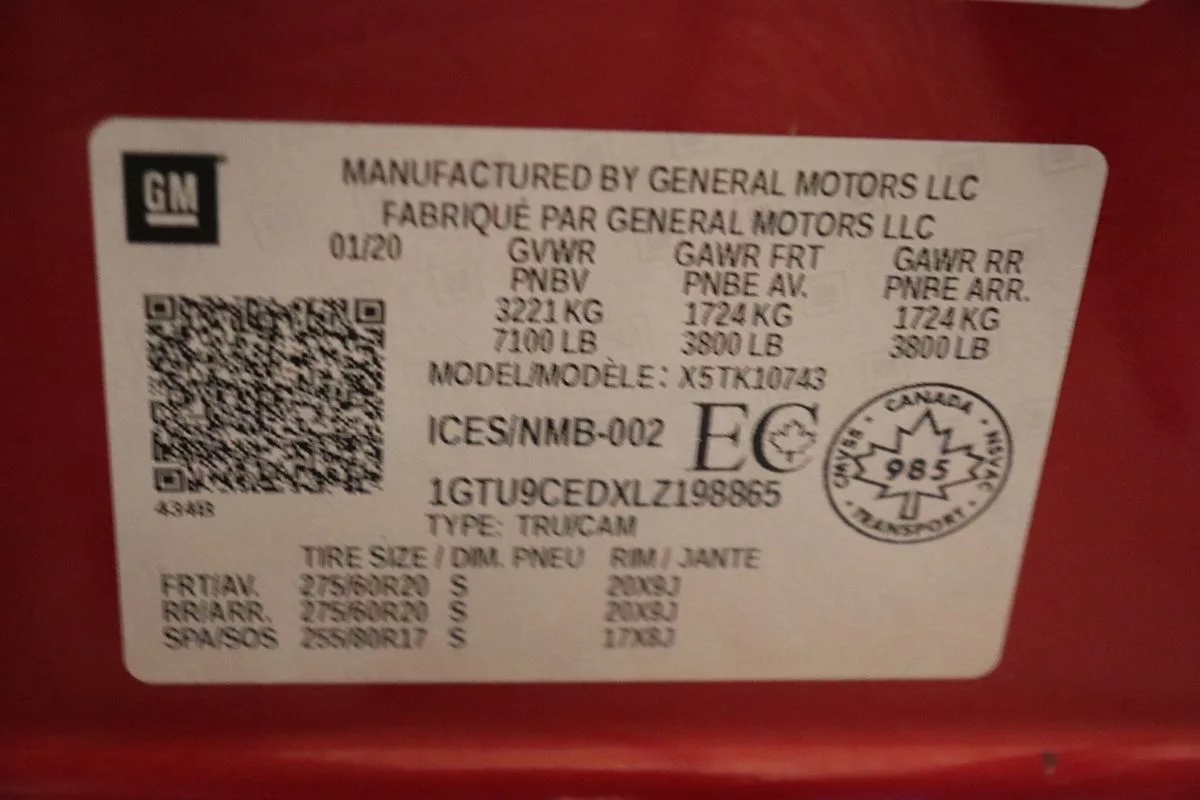 GM
MANUFACTURED BY GENERAL MOTORS LLC
FABRIQUÉ PAR GENERAL MOTORS LLC
01/20 GVWR GAWR FRT GAWR RR
PNBV PNBE AV. PNBE ARR.
3221 KG 1724 KG 1724 KG
7100 LB 3800 LB 3800 LB
MODEL/MODÈLE: X5TK10743
ICES/NMB-002 EC
CANADA
CMVSS 985 NSVAC
TRANSPORT
1GTU9CEDXLZ198865
434B
TYPE: TRU/CAM
TIRE SIZE / DIM. PNEU RIM / JANTE
FRT/AV. 275/60R20 S 20X9J
RR/ARR. 275/60R20 S 20X9J
SPA/SOS 255/80R17 S 17X8J